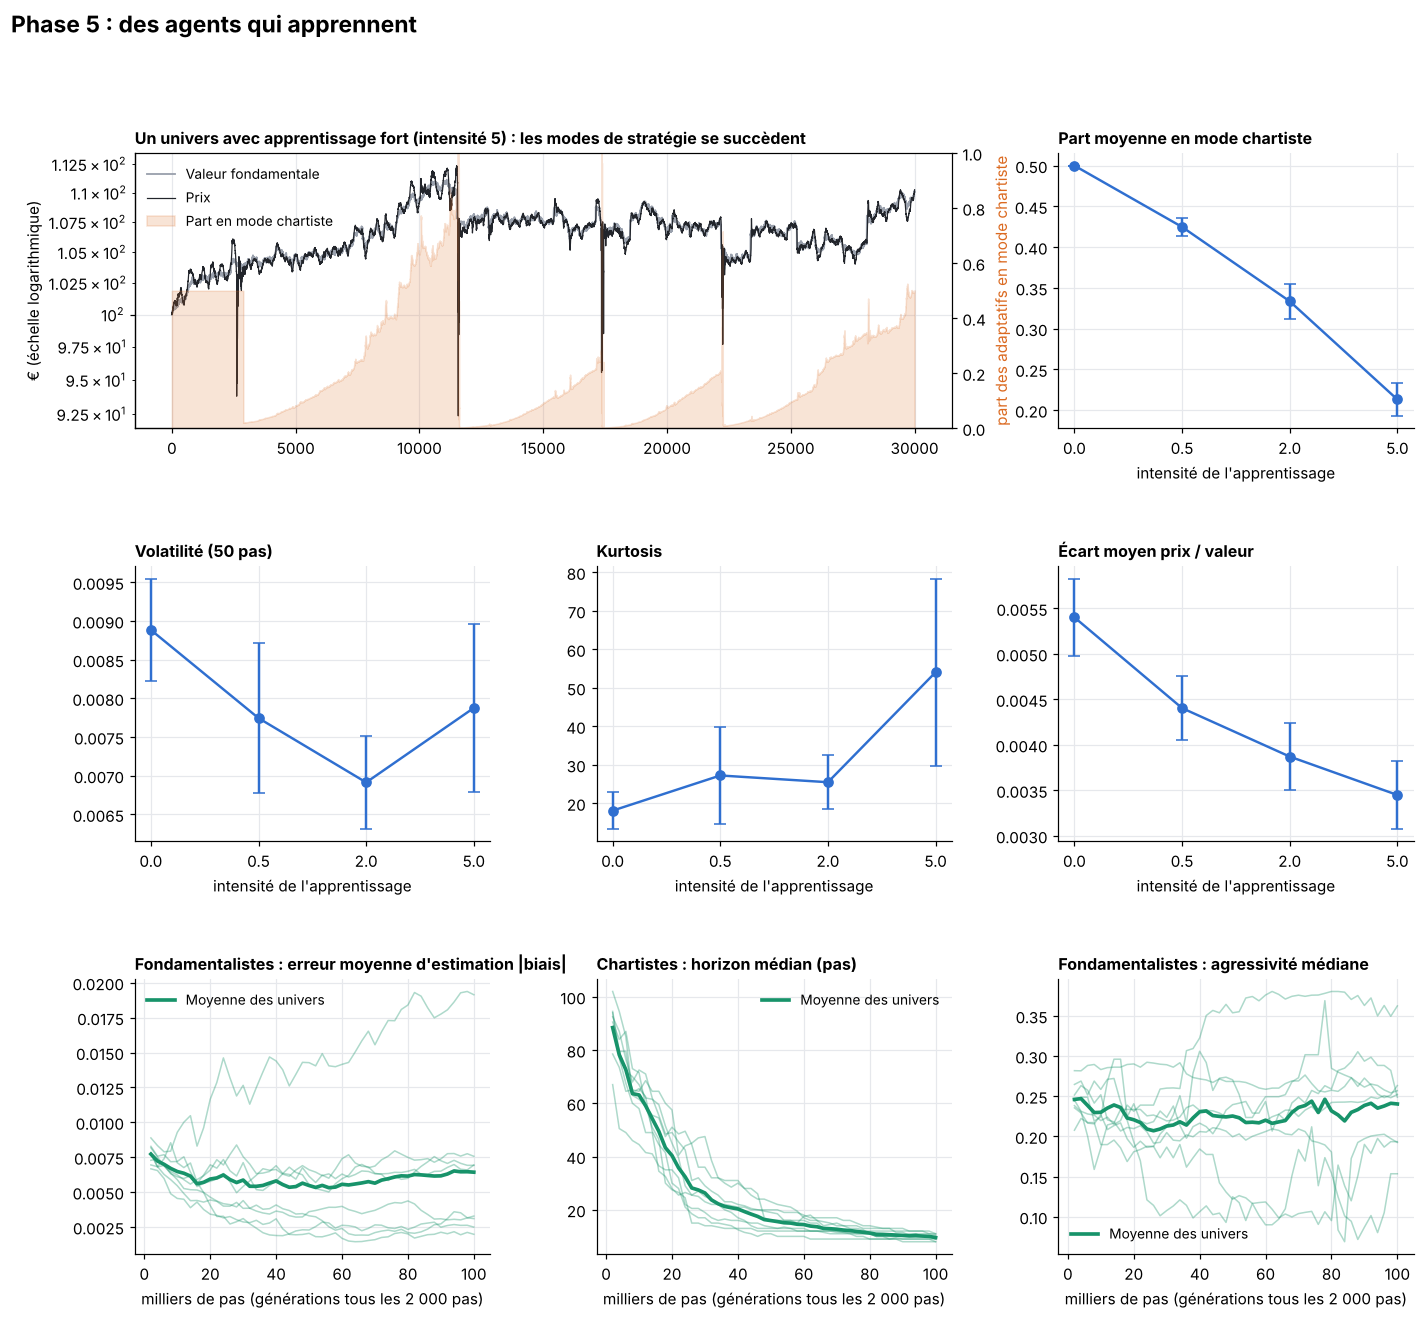 Phase 5 : des agents qui apprennent
Un univers avec apprentissage fort (intensité 5) : les modes de stratégie se succèdent
€ (échelle logarithmique)
1.125 × 10²
1.1 × 10²
1.075 × 10²
1.05 × 10²
1.025 × 10²
10²
9.75 × 10¹
9.5 × 10¹
9.25 × 10¹
Valeur fondamentale
Prix
Part en mode chartiste
1.0
0.8
0.6
0.4
0.2
0.0
part des adaptatifs en mode chartiste
0 5000 10000 15000 20000 25000 30000
Part moyenne en mode chartiste
0.50
0.45
0.40
0.35
0.30
0.25
0.20
0.0 0.5 2.0 5.0
intensité de l'apprentissage
Volatilité (50 pas)
0.0095
0.0090
0.0085
0.0080
0.0075
0.0070
0.0065
0.0 0.5 2.0 5.0
intensité de l'apprentissage
Kurtosis
80
70
60
50
40
30
20
0.0 0.5 2.0 5.0
intensité de l'apprentissage
Écart moyen prix / valeur
0.0055
0.0050
0.0045
0.0040
0.0035
0.0030
0.0 0.5 2.0 5.0
intensité de l'apprentissage
Fondamentalistes : erreur moyenne d'estimation |biais|
0.0200
0.0175
0.0150
0.0125
0.0100
0.0075
0.0050
0.0025
Moyenne des univers
0 20 40 60 80 100
milliers de pas (générations tous les 2 000 pas)
Chartistes : horizon médian (pas)
100
80
60
40
20
Moyenne des univers
0 20 40 60 80 100
milliers de pas (générations tous les 2 000 pas)
Fondamentalistes : agressivité médiane
0.35
0.30
0.25
0.20
0.15
0.10
Moyenne des univers
0 20 40 60 80 100
milliers de pas (générations tous les 2 000 pas)